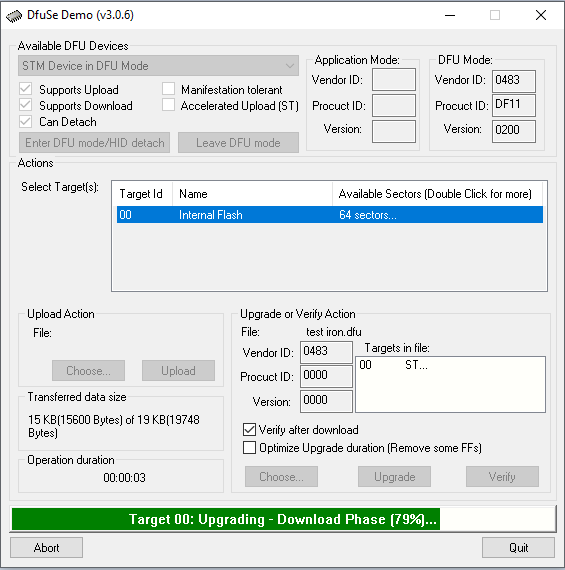 DfuSe Demo (v3.0.6)
Available DFU Devices
STM Device in DFU Mode
Supports Upload
Manifestation tolerant
Supports Download
Accelerated Upload (ST)
Can Detach
Enter DFU mode/HID detach
Leave DFU mode
Application Mode:
Vendor ID:
Procuct ID:
Version:
DFU Mode:
Vendor ID: 0483
Procuct ID: DF11
Version: 0200
Actions
Select Target(s):
Target Id Name Available Sectors (Double Click for more)
00 Internal Flash 64 sectors...
Upload Action
File:
Choose... Upload
Transferred data size
15 KB(15600 Bytes) of 19 KB(19748
Bytes)
Operation duration
00:00:03
Upgrade or Verify Action
File: test iron.dfu
Vendor ID: 0483
Procuct ID: 0000
Version: 0000
Targets in file:
00 ST...
Verify after download
Optimize Upgrade duration (Remove some FFs)
Choose... Upgrade Verify
Target 00: Upgrading - Download Phase (79%)...
Abort Quit